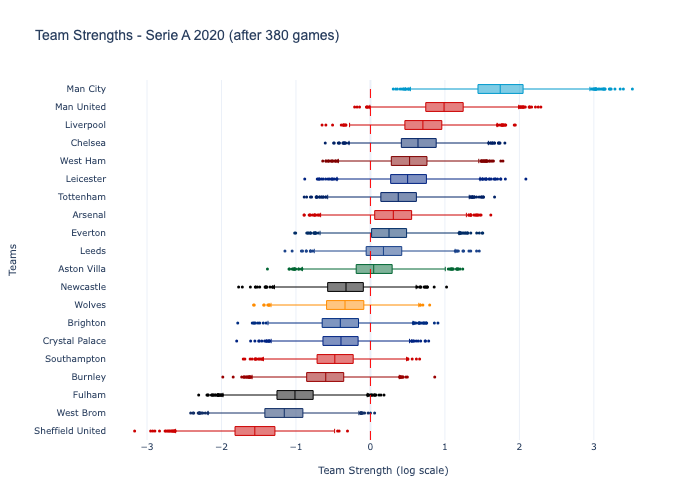 Team Strengths - Serie A 2020 (after 380 games)
Man City
Man United
Liverpool
Chelsea
West Ham
Leicester
Tottenham
Arsenal
Everton
Leeds
Aston Villa
Newcastle
Wolves
Brighton
Crystal Palace
Southampton
Burnley
Fulham
West Brom
Sheffield United
Teams
−3 −2 −1 0 1 2 3
Team Strength (log scale)